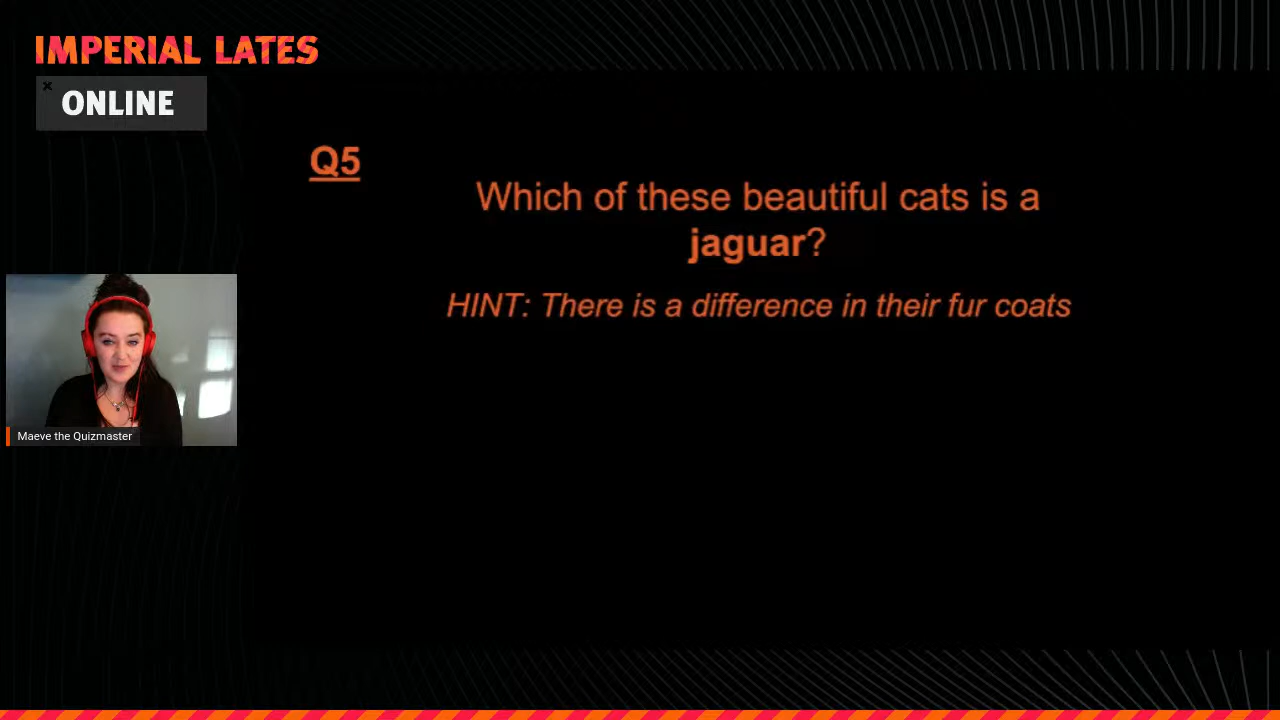 IMPERIAL LATES
ONLINE
Q5
Which of these beautiful cats is a
jaguar?
HINT: There is a difference in their fur coats
Maeve the Quizmaster